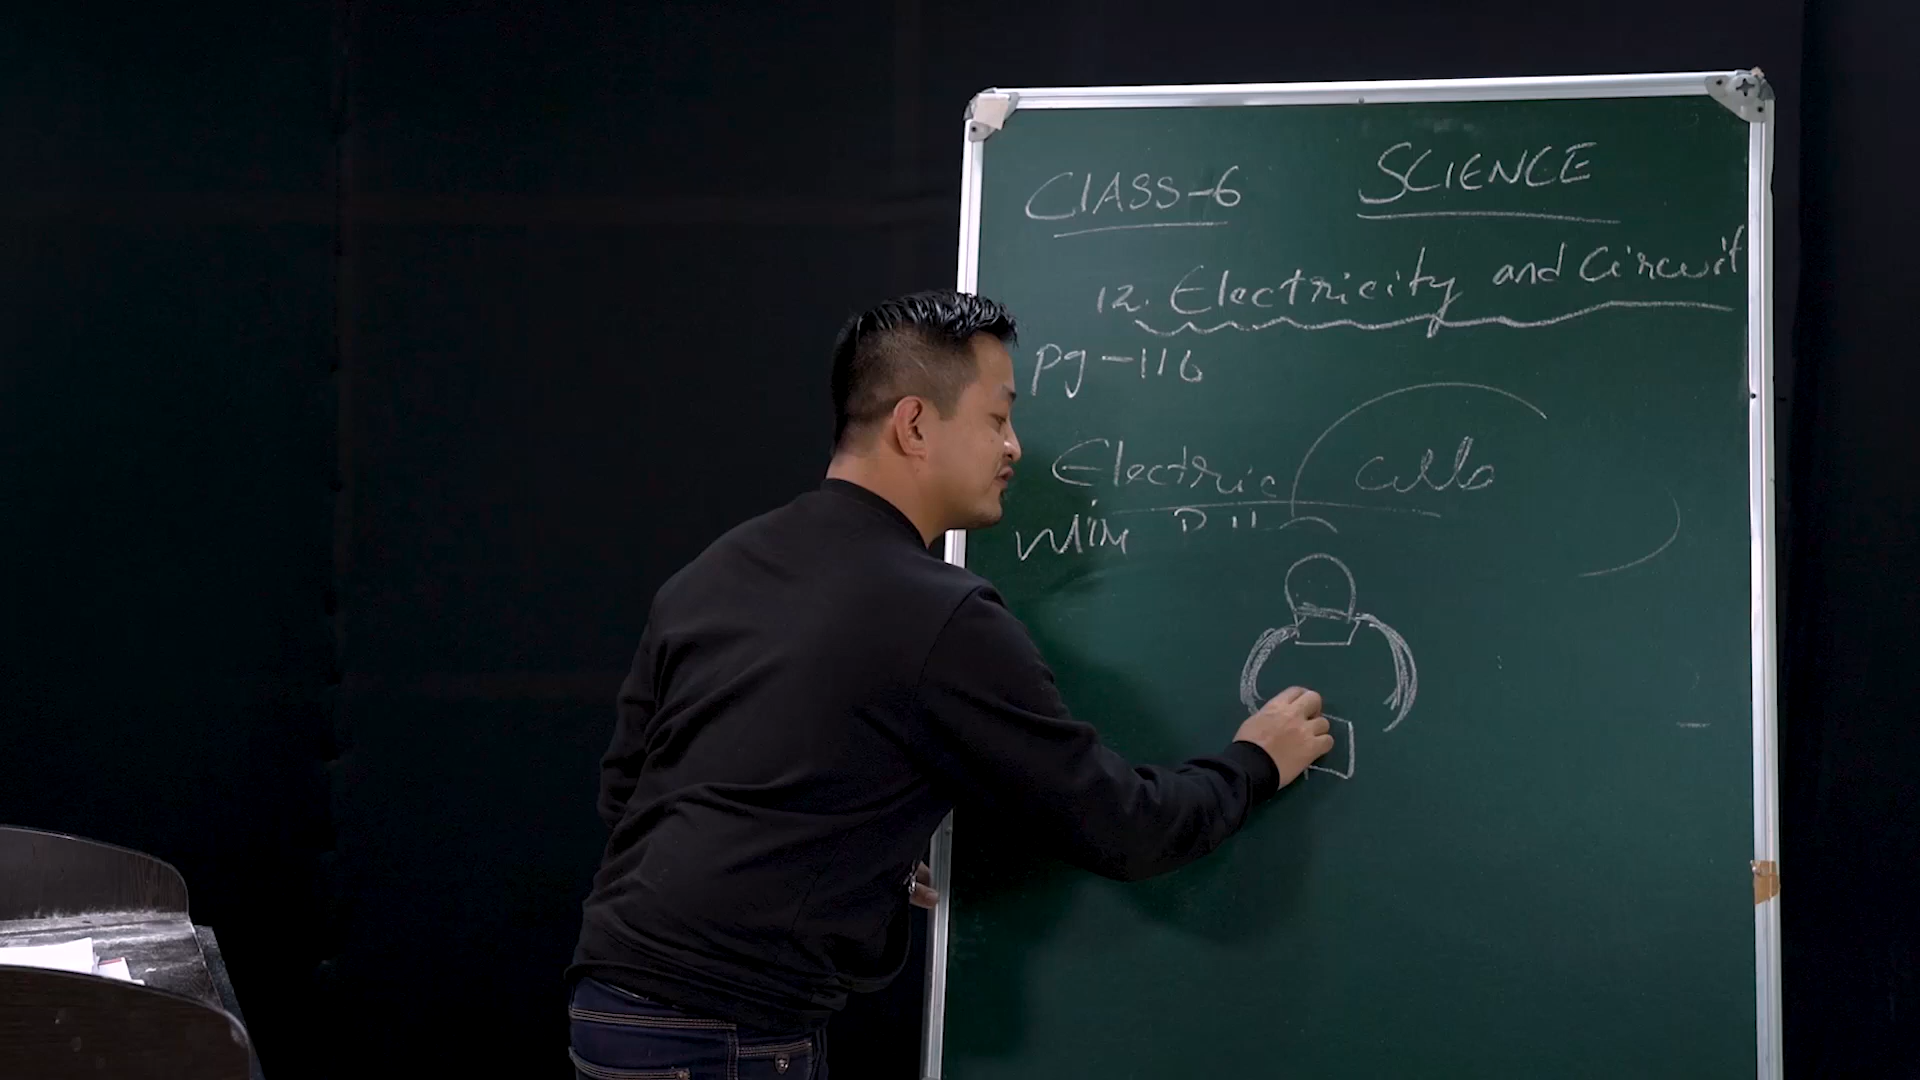 CLASS-6 SCIENCE
12. Electricity and Circuit
Pg-116
Electric Cells